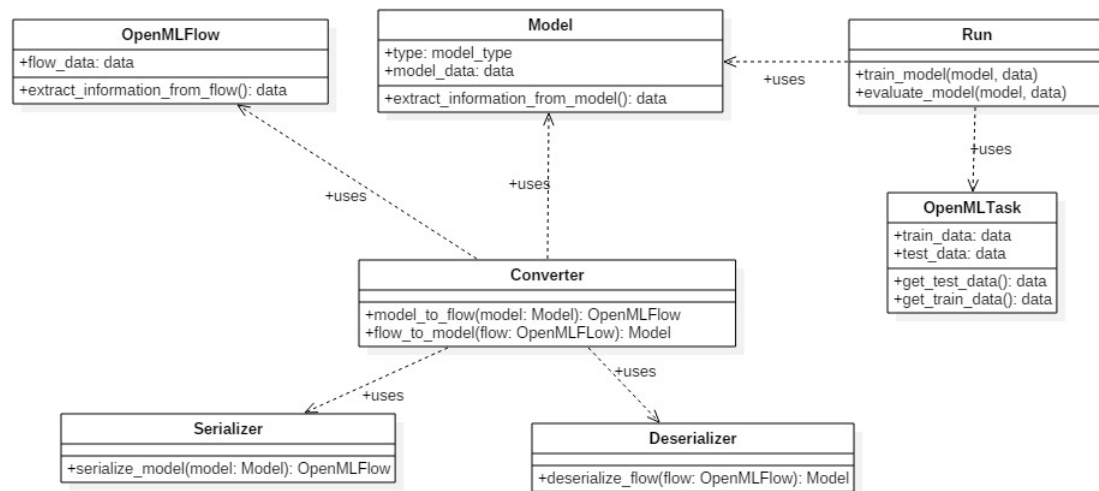 OpenMLFlow
+flow_data: data
+extract_information_from_flow(): data
Model
+type: model_type
+model_data: data
+extract_information_from_model(): data
Run
+train_model(model, data)
+evaluate_model(model, data)
+uses
+uses
OpenMLTask
+train_data: data
+test_data: data
+get_test_data(): data
+get_train_data(): data
+uses
+uses
Converter
+model_to_flow(model: Model): OpenMLFlow
+flow_to_model(flow: OpenMLFLow): Model
+uses
+uses
Serializer
+serialize_model(model: Model): OpenMLFlow
Deserializer
+deserialize_flow(flow: OpenMLFlow): Model